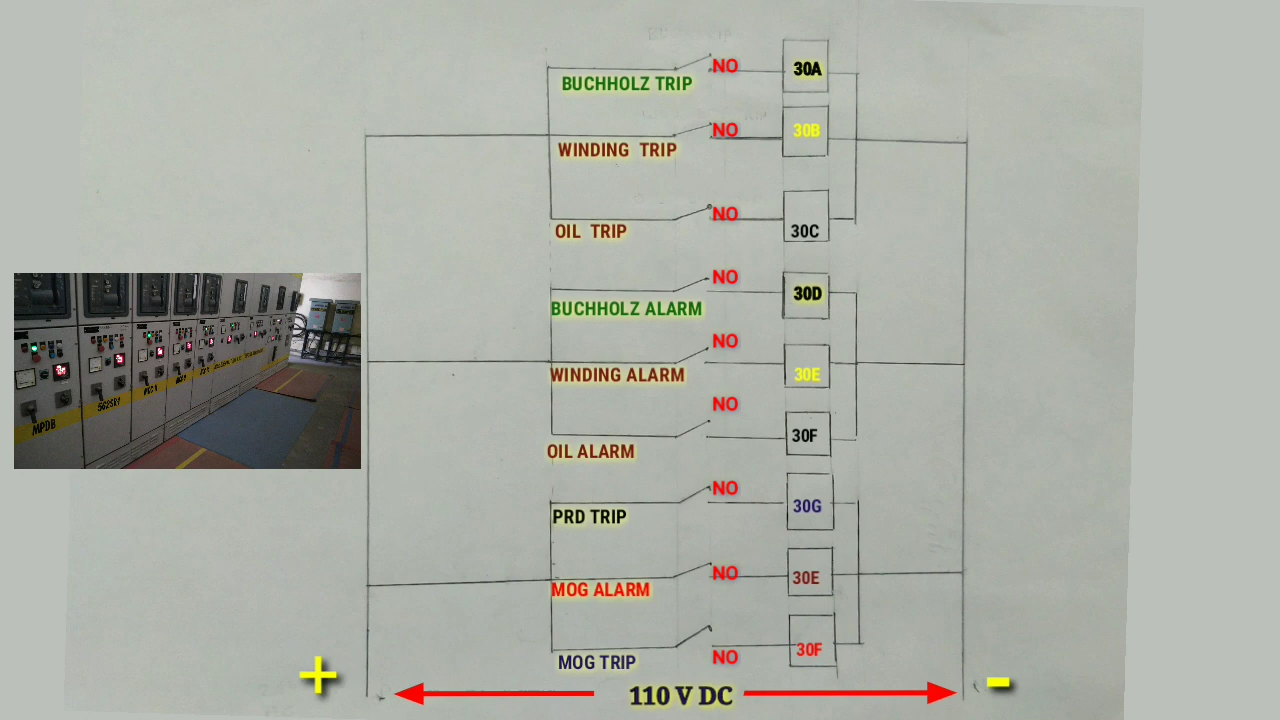 BUCHHOLZ TRIP NO 30A
WINDING TRIP NO 30B
OIL TRIP NO 30C
BUCHHOLZ ALARM NO 30D
WINDING ALARM NO 30E
OIL ALARM NO 30F
PRD TRIP NO 30G
MOG ALARM NO 30E
MOG TRIP NO 30F
+ 110 V DC -
MPDB